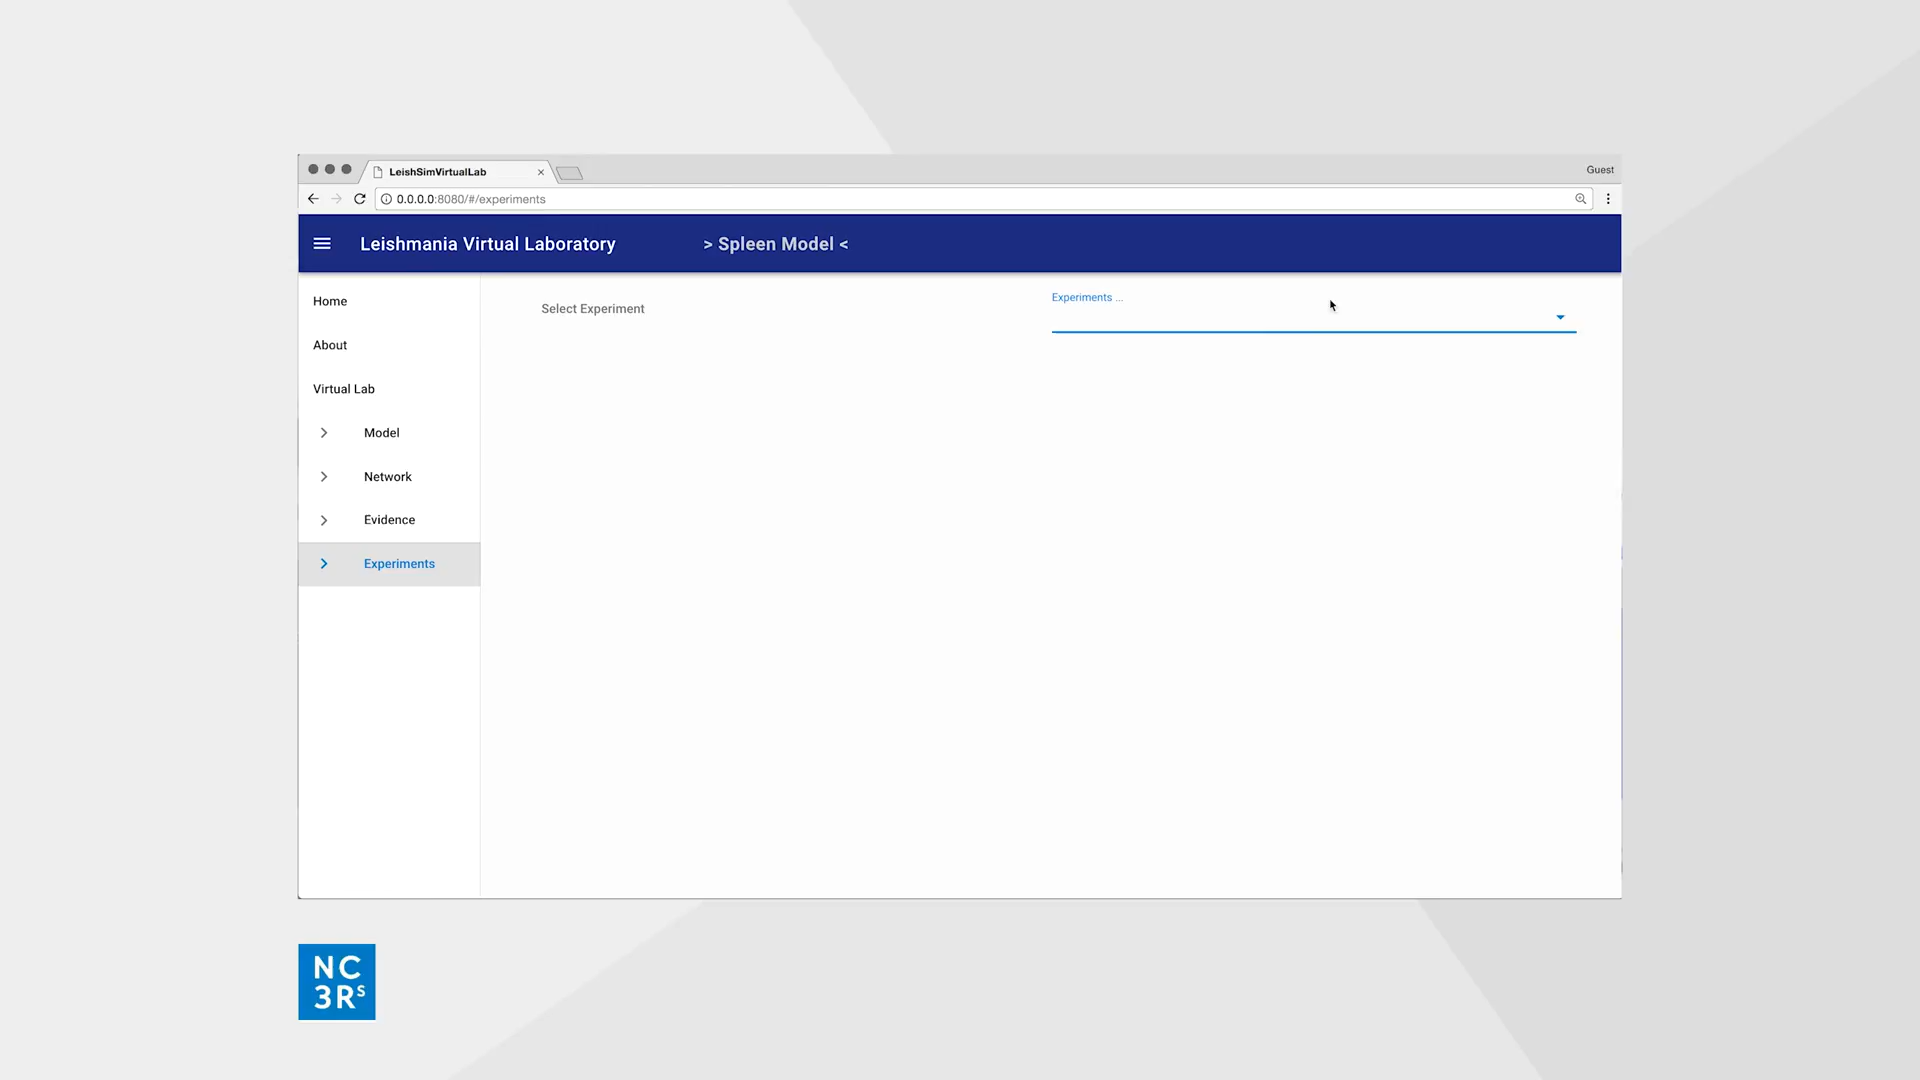 LeishSimVirtualLab
Guest
0.0.0.0:8080/#/experiments
Leishmania Virtual Laboratory
> Spleen Model <
Home
About
Virtual Lab
Model
Network
Evidence
Experiments
Select Experiment
Experiments ...
NC
3Rs